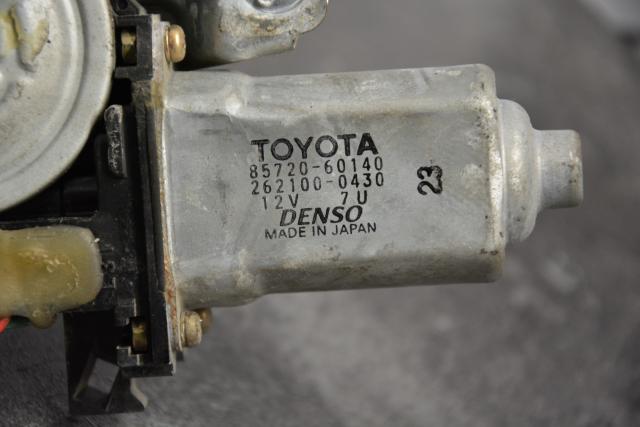 TOYOTA
85720-60140
262100-0430
12V 7U
DENSO
MADE IN JAPAN
23